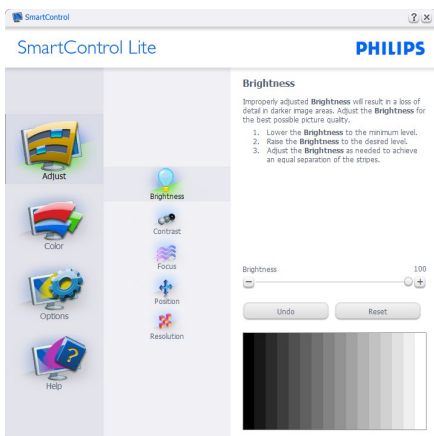 SmartControl
SmartControl Lite
PHILIPS
Adjust
Color
Options
Help
Brightness
Contrast
Focus
Position
Resolution
Brightness
Improperly adjusted Brightness will result in a loss of
detail in darker image areas. Adjust the Brightness for
the best possible picture quality.
1. Lower the Brightness to the minimum level.
2. Raise the Brightness to the desired level.
3. Adjust the Brightness as needed to achieve
an equal separation of the stripes.
Brightness 100
Undo Reset